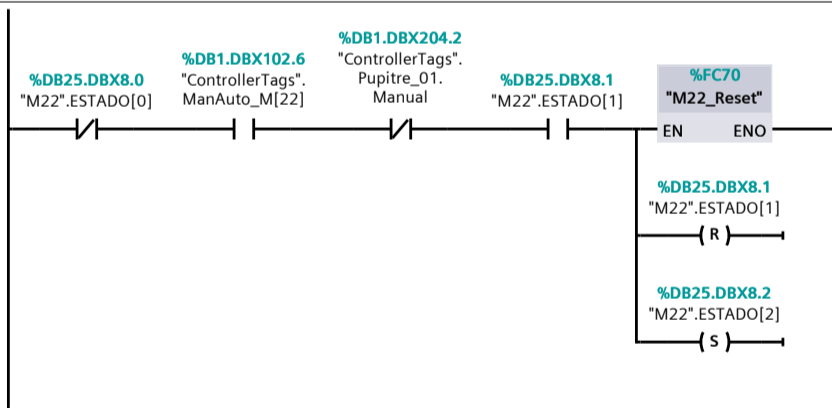 %DB25.DBX8.0
"M22".ESTADO[0]
%DB1.DBX102.6
"ControllerTags".
ManAuto_M[22]
%DB1.DBX204.2
"ControllerTags".
Pupitre_01.
Manual
%DB25.DBX8.1
"M22".ESTADO[1]
%FC70
"M22_Reset"
EN ENO
%DB25.DBX8.1
"M22".ESTADO[1]
R
%DB25.DBX8.2
"M22".ESTADO[2]
S